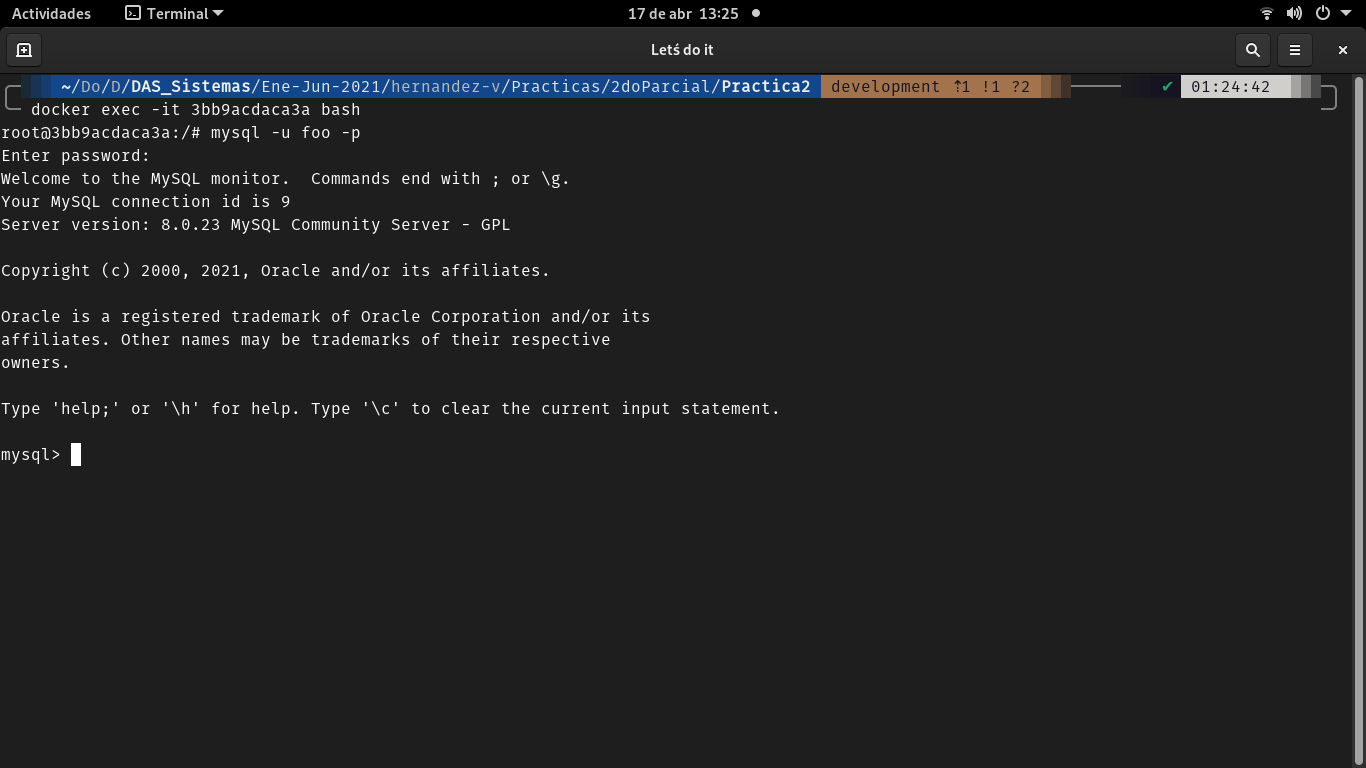 Actividades Terminal 17 de abr 13:25
Letś do it
~/Do/D/DAS_Sistemas/Ene-Jun-2021/hernandez-v/Practicas/2doParcial/Practica2 development ⇡1 !1 ?2 ✔ 01:24:42
docker exec -it 3bb9acdaca3a bash
root@3bb9acdaca3a:/# mysql -u foo -p
Enter password:
Welcome to the MySQL monitor.  Commands end with ; or \g.
Your MySQL connection id is 9
Server version: 8.0.23 MySQL Community Server - GPL
Copyright (c) 2000, 2021, Oracle and/or its affiliates.
Oracle is a registered trademark of Oracle Corporation and/or its
affiliates. Other names may be trademarks of their respective
owners.
Type 'help;' or '\h' for help. Type '\c' to clear the current input statement.
mysql>